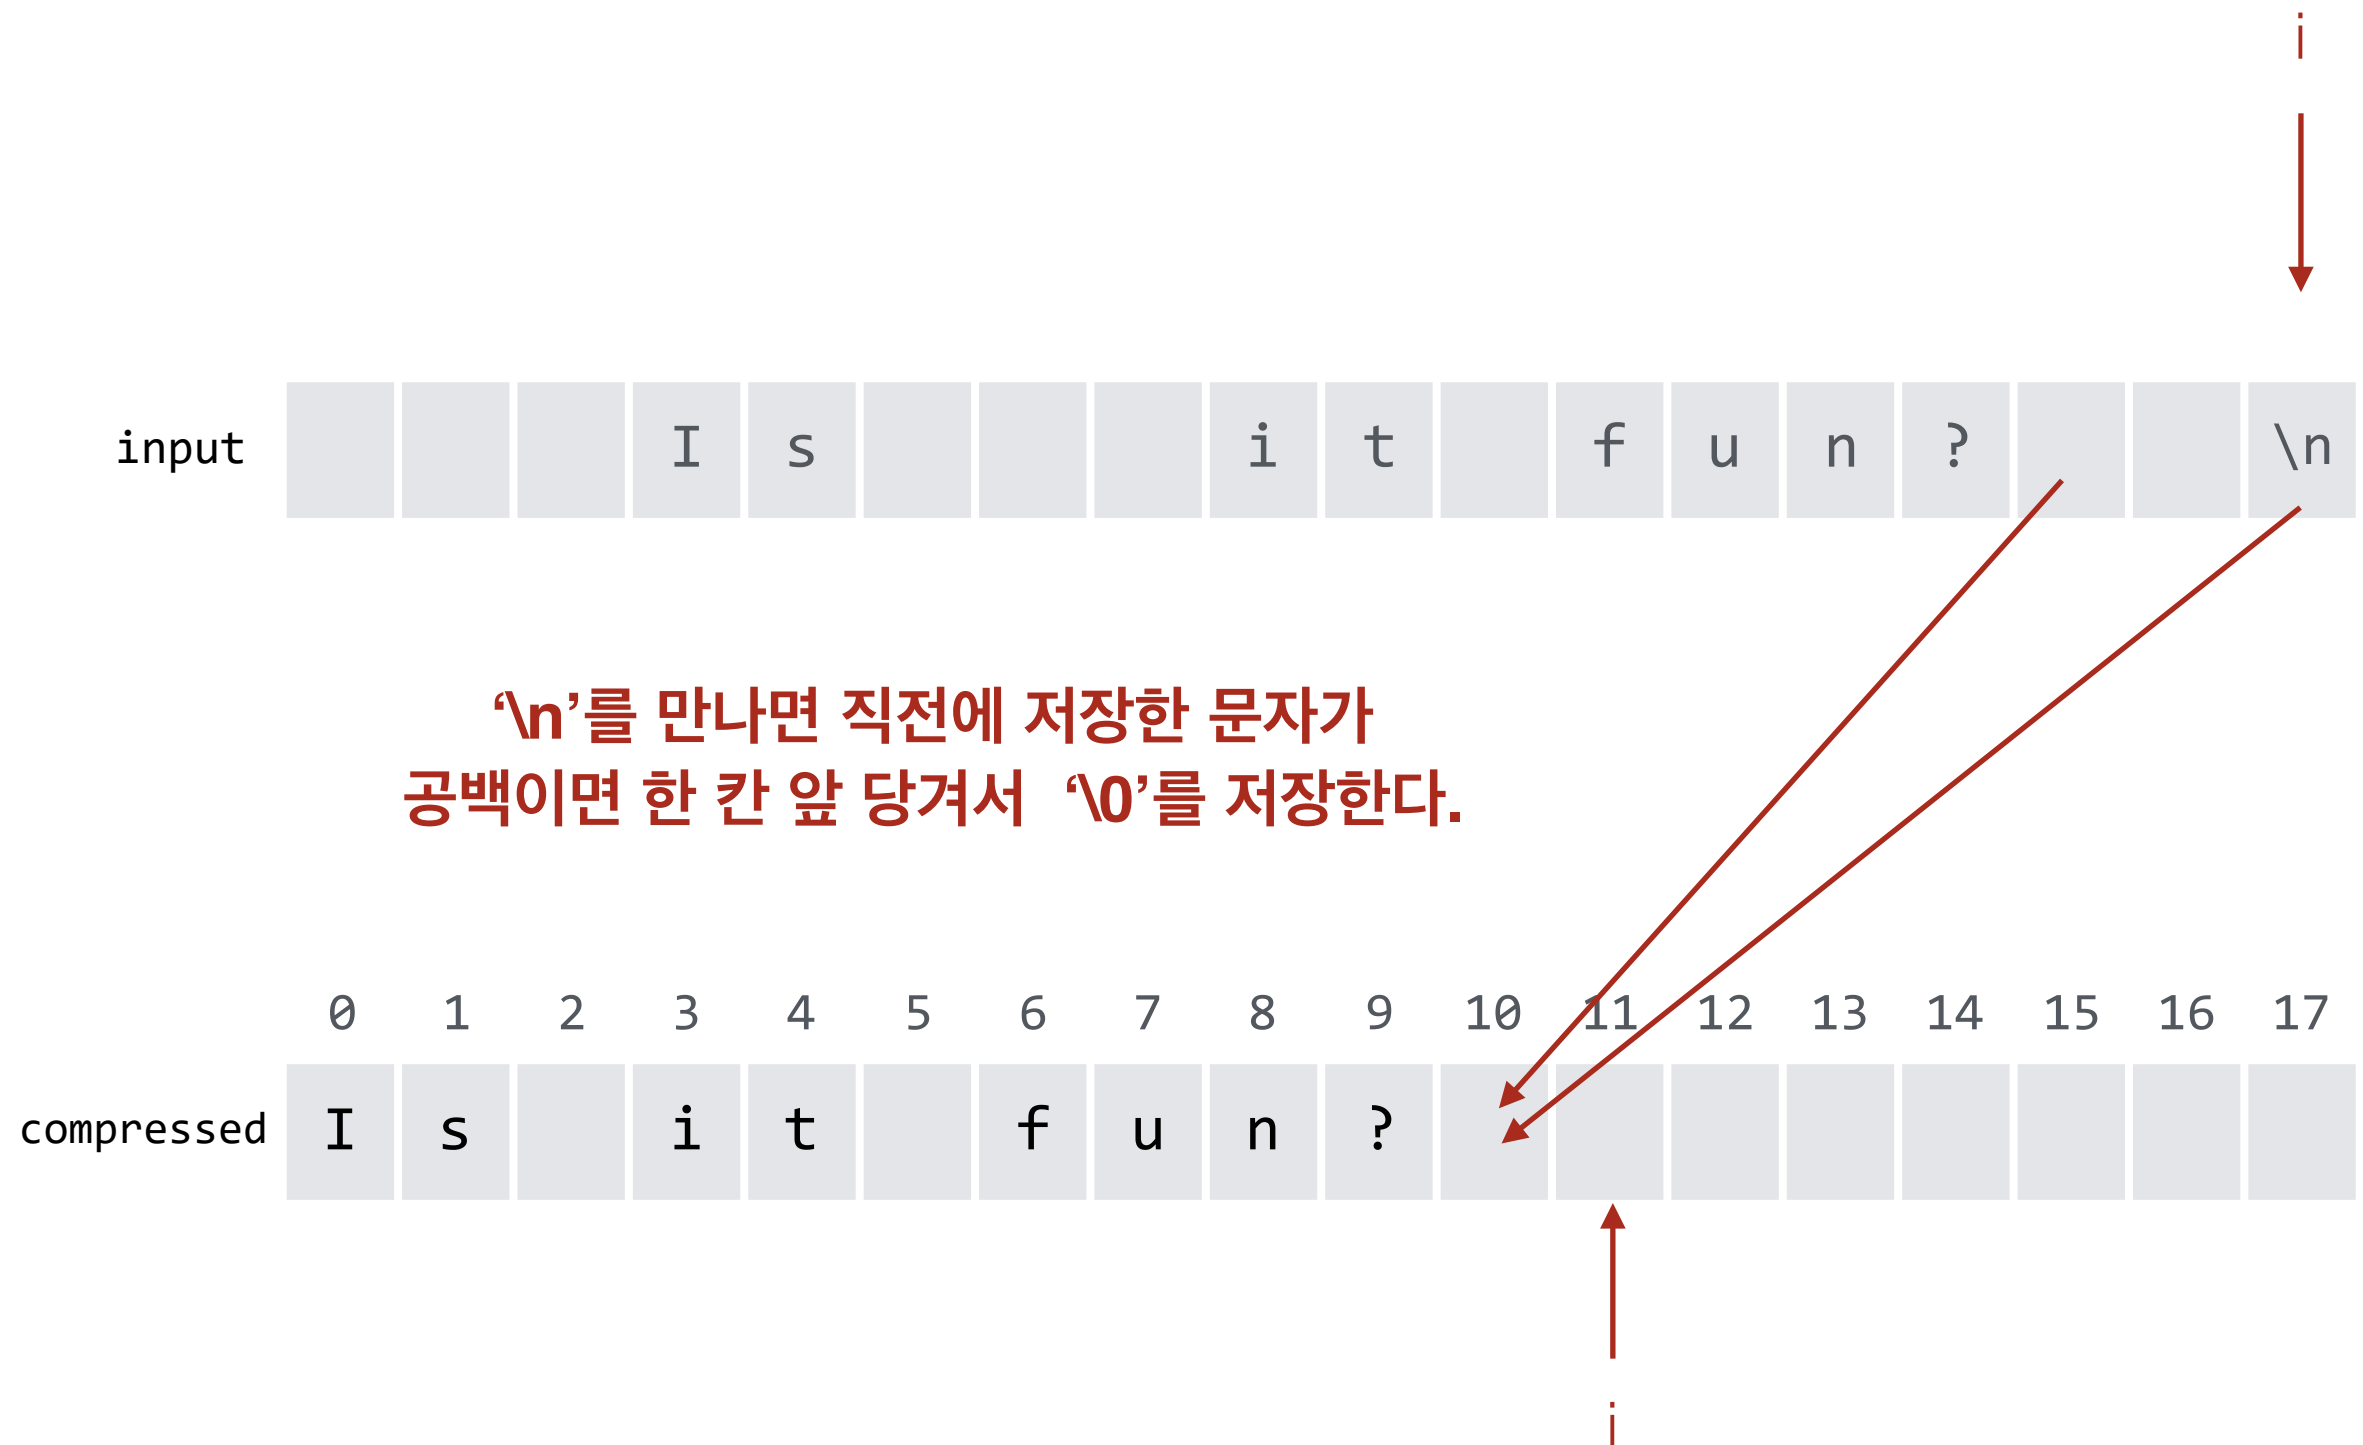 i
input I s i t f u n ? \n
‘\n’를 만나면 직전에 저장한 문자가
공백이면 한 칸 앞 당겨서 ‘\0’를 저장한다.
0 1 2 3 4 5 6 7 8 9 10 11 12 13 14 15 16 17
compressed I s i t f u n ?
j